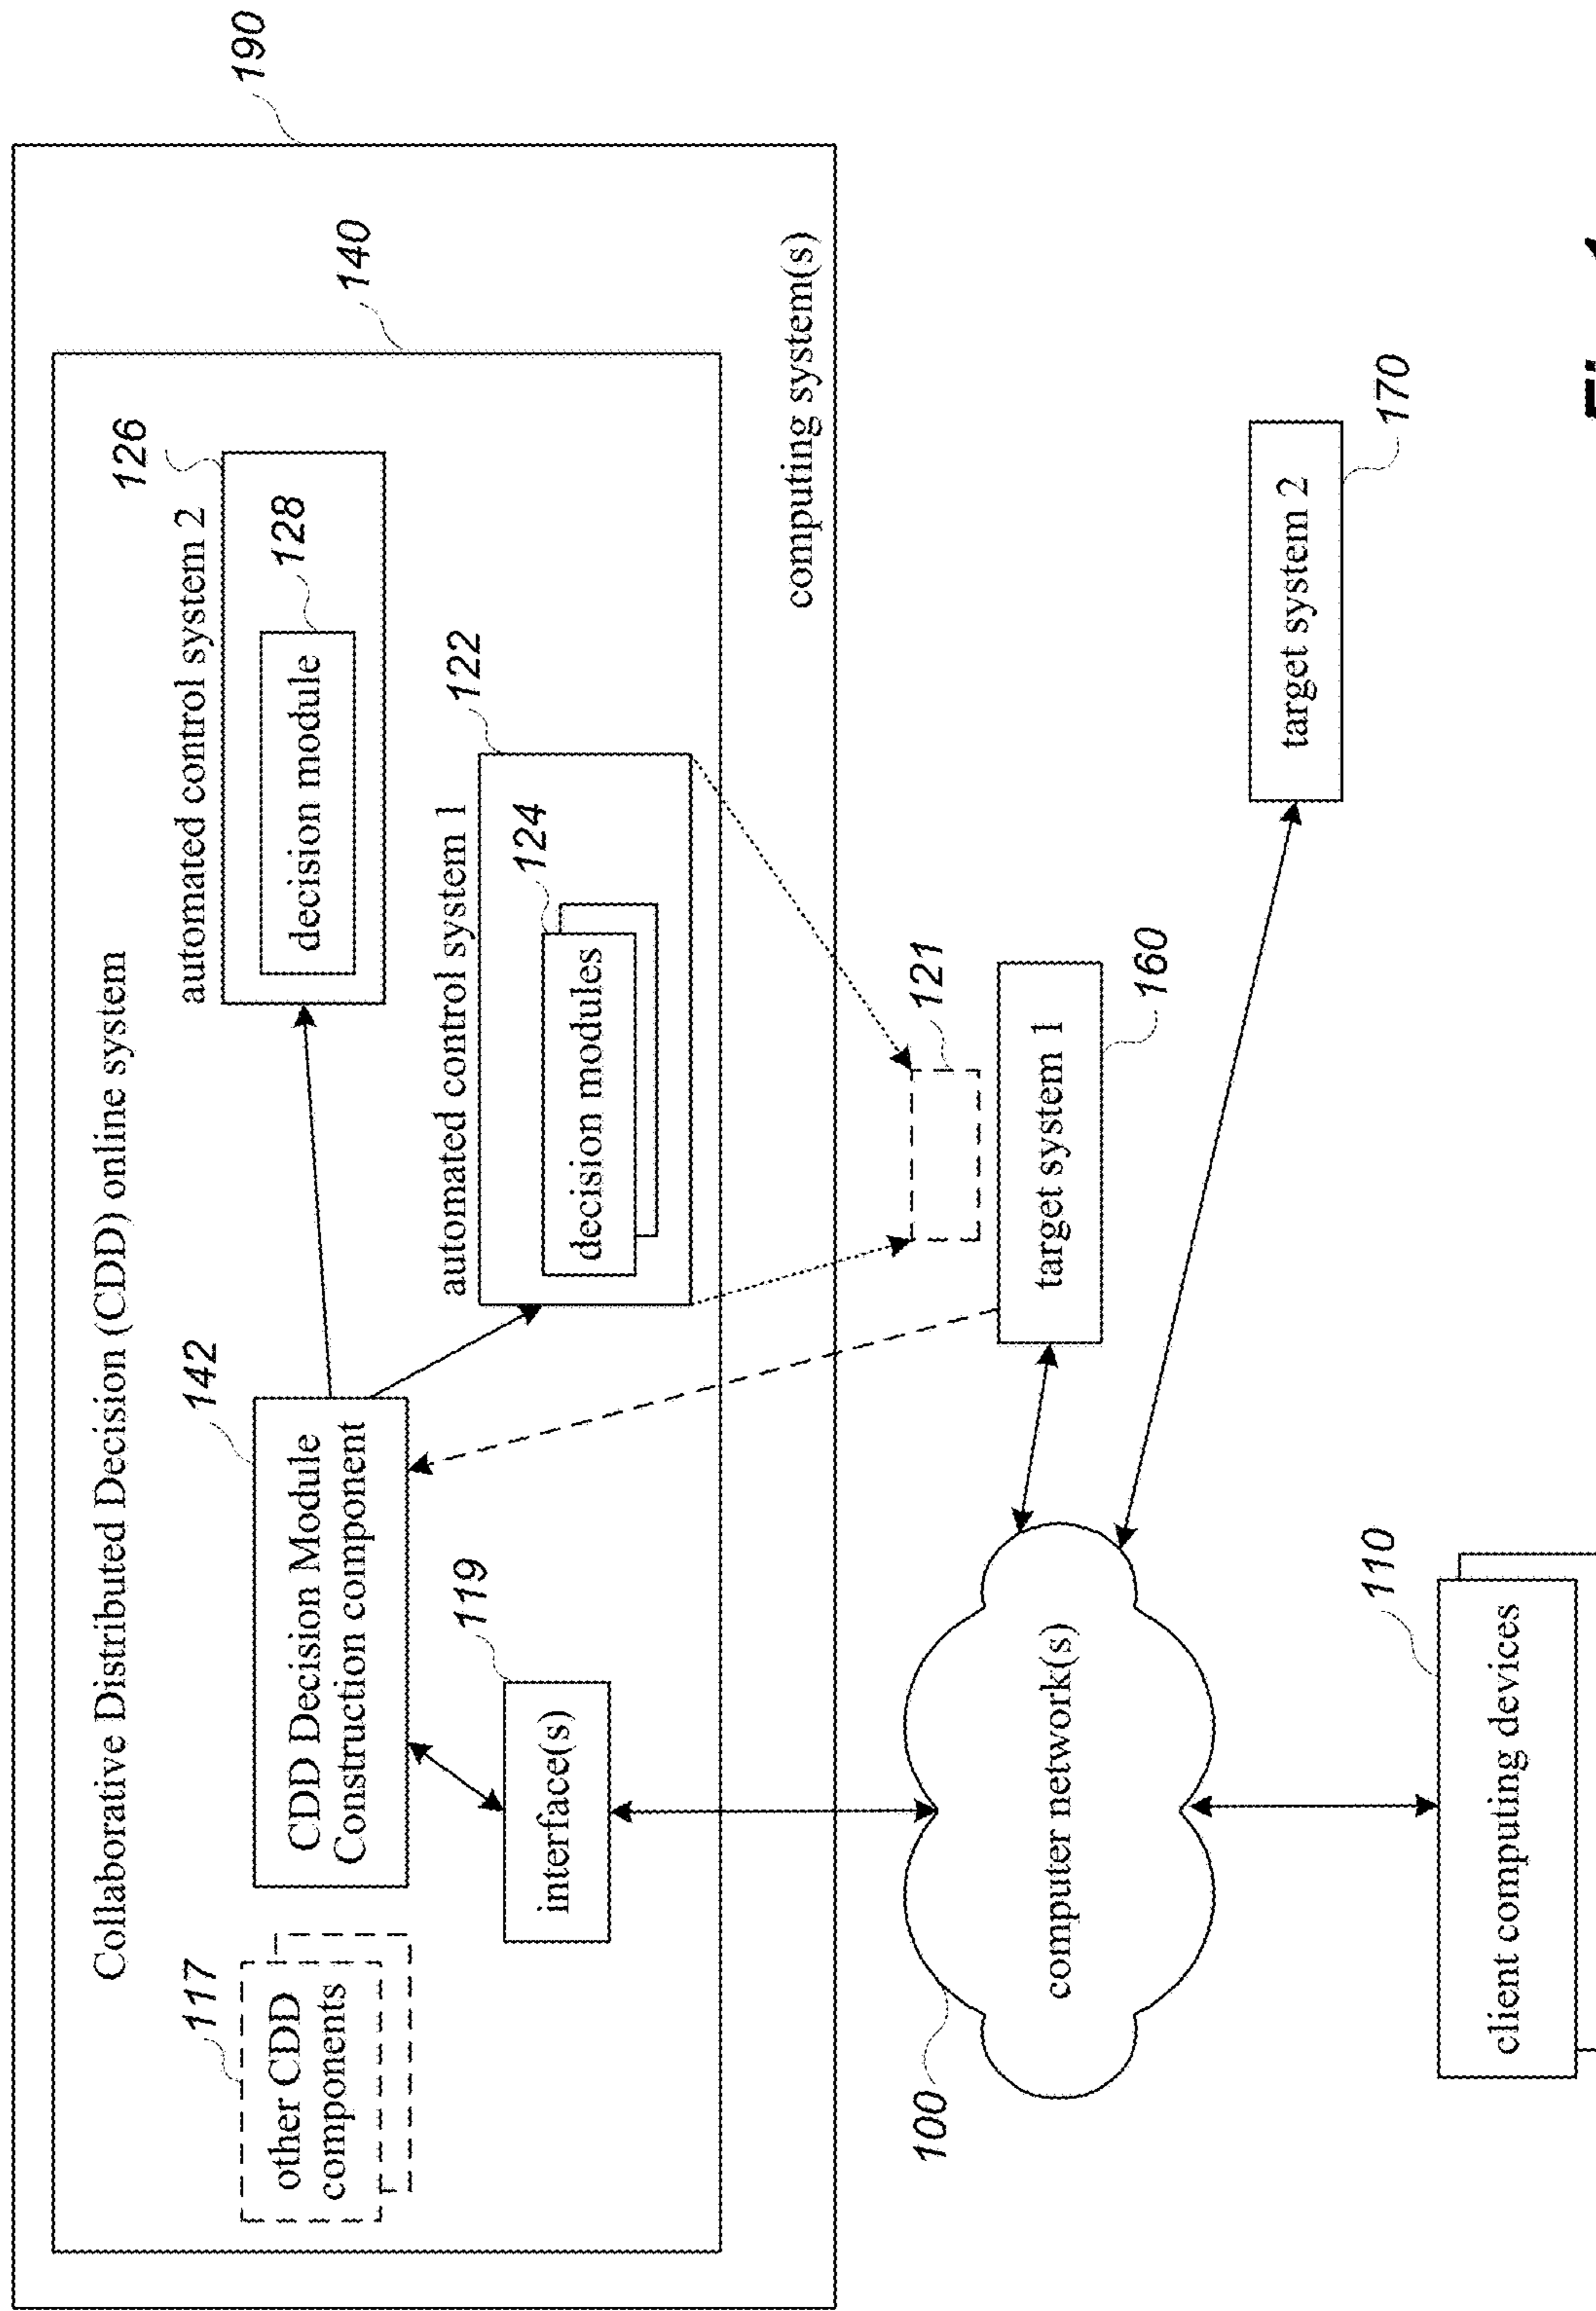 190
140
Collaborative Distributed Decision (CDD) online system
126
automated control system 2
117
142
128
other CDD
components
CDD Decision Module
Construction component
decision module
122
automated control system 1
119
124
interface(s)
decision modules
computing system(s)
121
100
computer network(s)
target system 1
160
target system 2
170
110
client computing devices